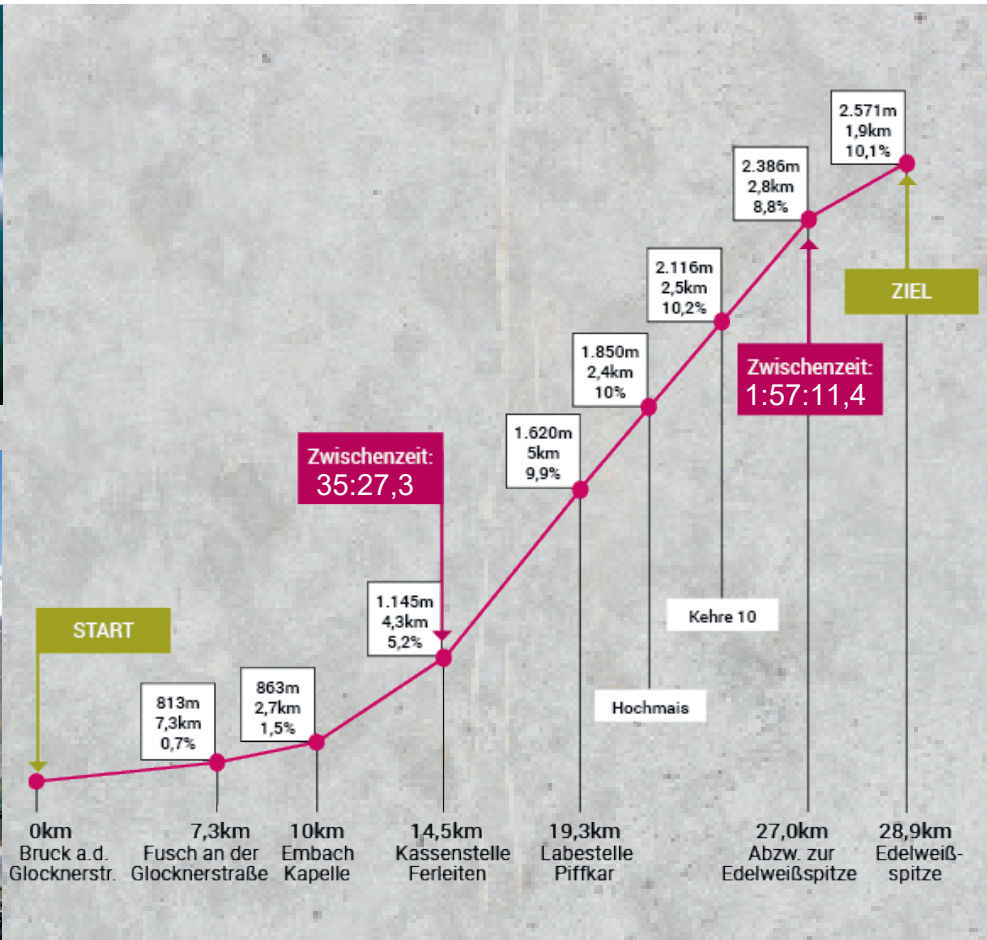 2.571m
1,9km
10,1%
2.386m
2,8km
8,8%
2.116m
2,5km
10,2%
ZIEL
1.850m
2,4km
10%
Zwischenzeit:
1:57:11,4
1.620m
5km
9,9%
Zwischenzeit:
35:27,3
1.145m
4,3km
5,2%
START
Kehre 10
863m
2,7km
1,5%
813m
7,3km
0,7%
Hochmais
0km
Bruck a.d.
Glocknerstr.
7,3km
Fusch an der
Glocknerstraße
10km
Embach
Kapelle
14,5km
Kassenstelle
Ferleiten
19,3km
Labestelle
Piffkar
27,0km
Abzw. zur
Edelweißspitze
28,9km
Edelweiß-
spitze